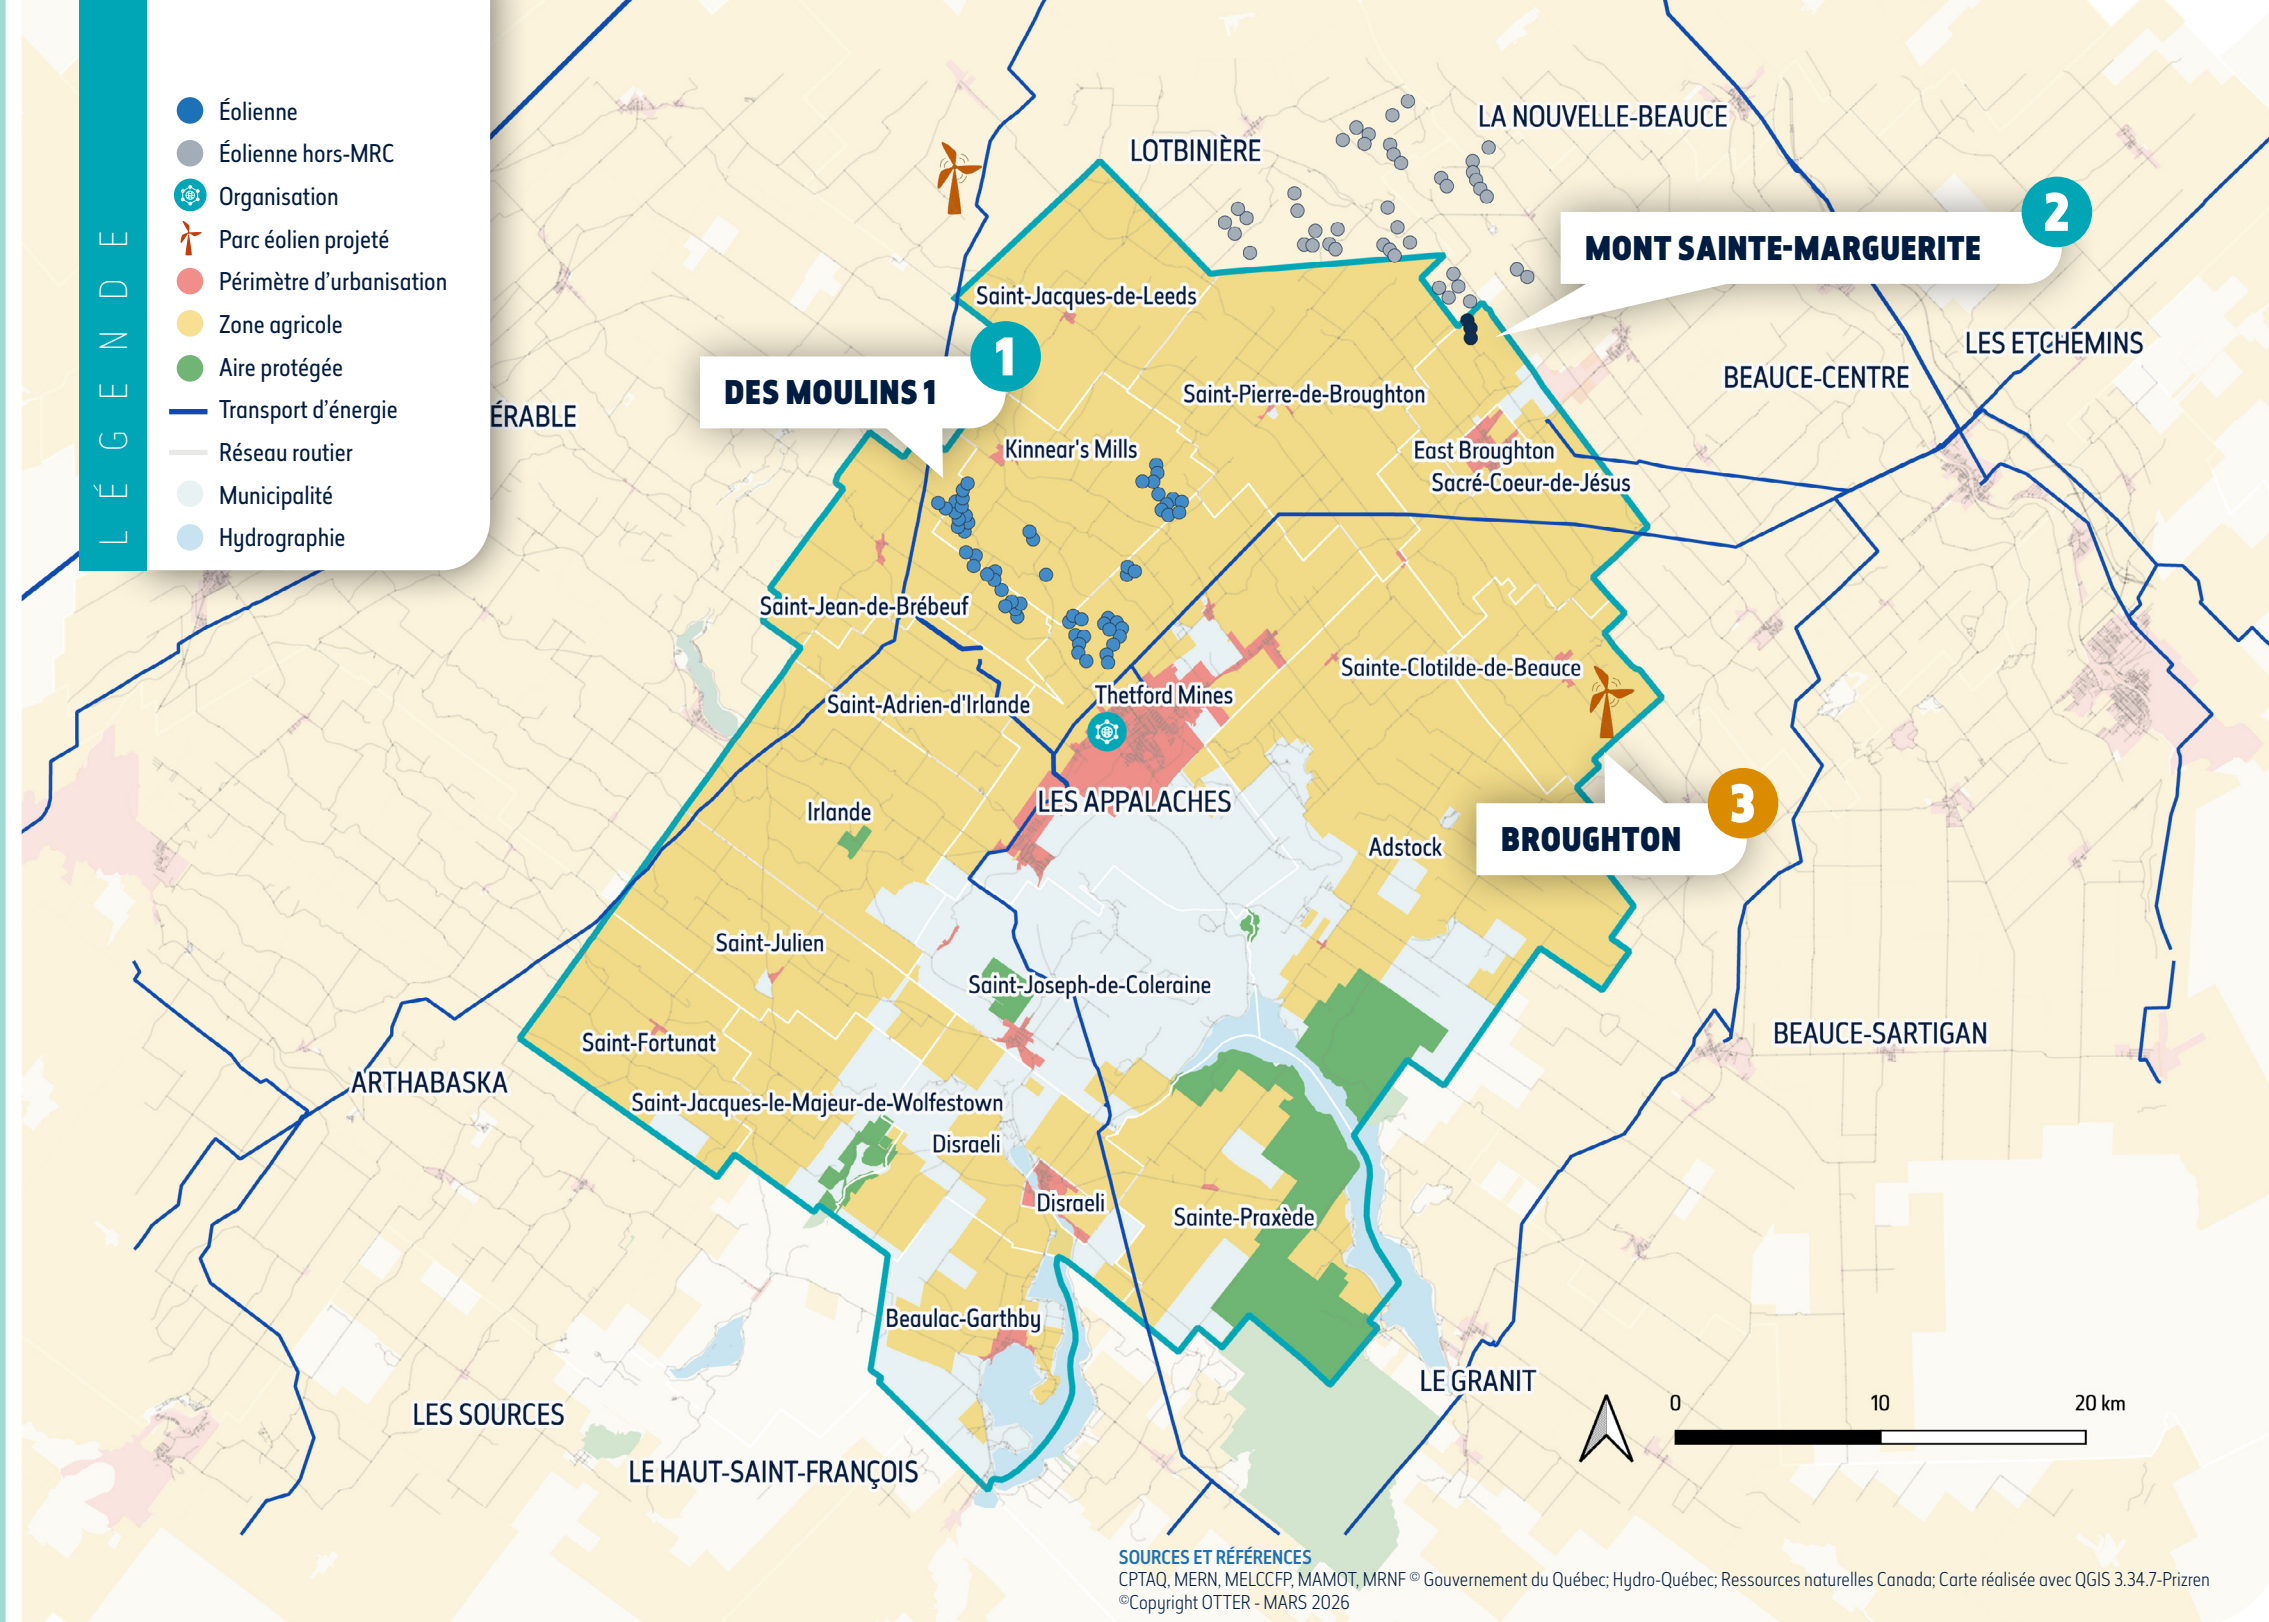 LÉGENDE
Éolienne
Éolienne hors-MRC
Organisation
Parc éolien projeté
Périmètre d'urbanisation
Zone agricole
Aire protégée
Transport d'énergie
Réseau routier
Municipalité
Hydrographie
LA NOUVELLE-BEAUCE
LOTBINIÈRE
2
MONT SAINTE-MARGUERITE
Saint-Jacques-de-Leeds
LES ETCHEMINS
1
DES MOULINS 1
BEAUCE-CENTRE
Saint-Pierre-de-Broughton
ÉRABLE
Kinnear's Mills
East Broughton
Sacré-Coeur-de-Jésus
Saint-Jean-de-Brébeuf
Sainte-Clotilde-de-Beauce
Thetford Mines
Saint-Adrien-d'Irlande
LES APPALACHES
3
Irlande
BROUGHTON
Adstock
Saint-Julien
Saint-Joseph-de-Coleraine
BEAUCE-SARTIGAN
Saint-Fortunat
ARTHABASKA
Saint-Jacques-le-Majeur-de-Wolfestown
Disraeli
Disraeli
Sainte-Praxède
Beaulac-Garthby
LE GRANIT
LES SOURCES
0 10 20 km
LE HAUT-SAINT-FRANÇOIS
SOURCES ET RÉFÉRENCES
CPTAQ, MERN, MELCCFP, MAMOT, MRNF © Gouvernement du Québec; Hydro-Québec; Ressources naturelles Canada; Carte réalisée avec QGIS 3.34.7-Prizren
©Copyright OTTER - MARS 2026